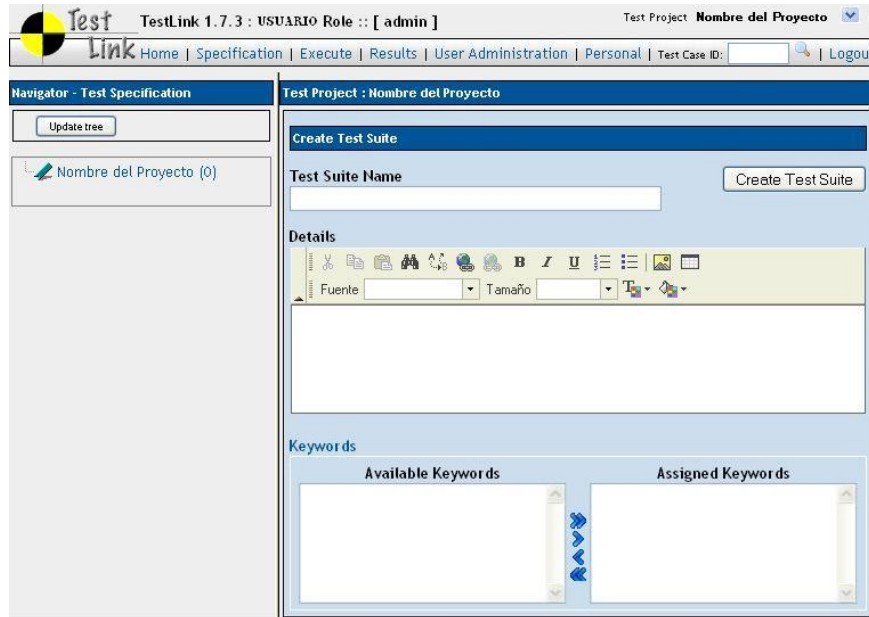 Test Link
TestLink 1.7.3 : USUARIO Role :: [ admin ]
Test Project Nombre del Proyecto
Home | Specification | Execute | Results | User Administration | Personal | Test Case ID: | Logou
Navigator - Test Specification
Update tree
Nombre del Proyecto (0)
Test Project : Nombre del Proyecto
Create Test Suite
Test Suite Name
Create Test Suite
Details
B I U
Fuente Tamaño
Keywords
Available Keywords Assigned Keywords